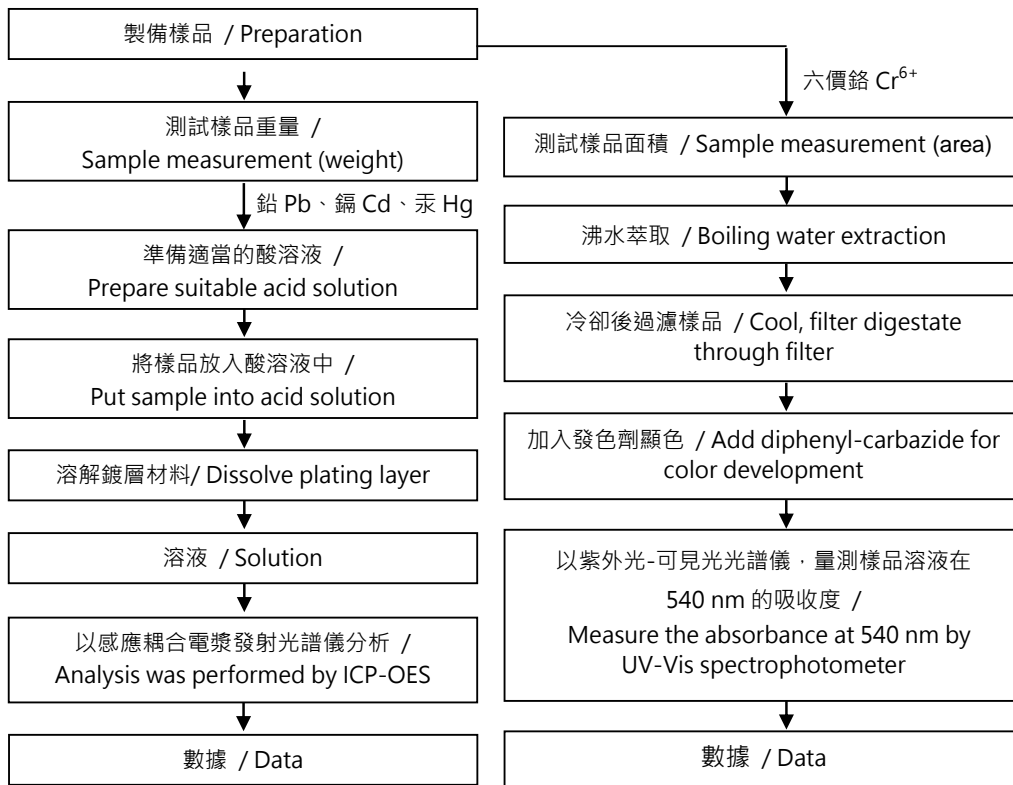 製備樣品 / Preparation
測試樣品重量 /
Sample measurement (weight)
鉛 Pb、鎘 Cd、汞 Hg
準備適當的酸溶液 /
Prepare suitable acid solution
將樣品放入酸溶液中 /
Put sample into acid solution
溶解鍍層材料/ Dissolve plating layer
溶液 / Solution
以感應耦合電漿發射光譜儀分析 /
Analysis was performed by ICP-OES
數據 / Data
六價鉻 Cr⁶⁺
測試樣品面積 / Sample measurement (area)
沸水萃取 / Boiling water extraction
冷卻後過濾樣品 / Cool, filter digestate
through filter
加入發色劑顯色 / Add diphenyl-carbazide for
color development
以紫外光-可見光光譜儀，量測樣品溶液在
540 nm 的吸收度 /
Measure the absorbance at 540 nm by
UV-Vis spectrophotometer
數據 / Data